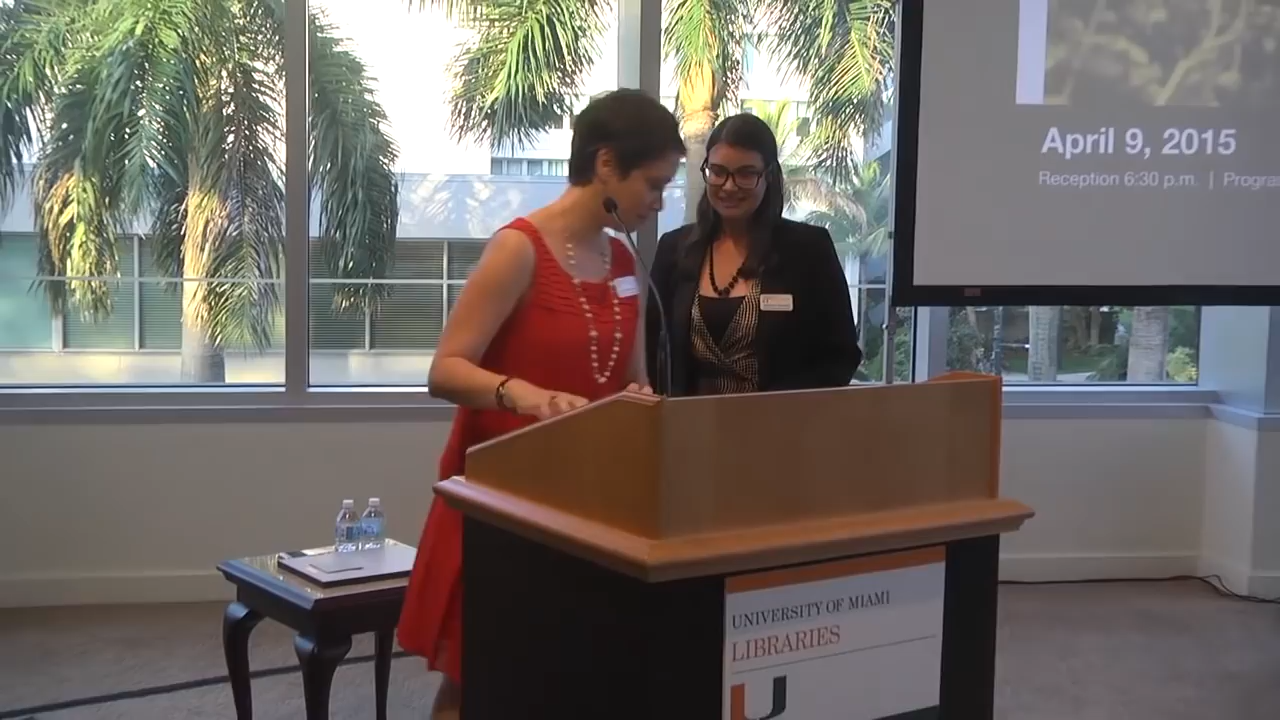 April 9, 2015
Reception 6:30 p.m. | Progra
UNIVERSITY OF MIAMI
LIBRARIES
U